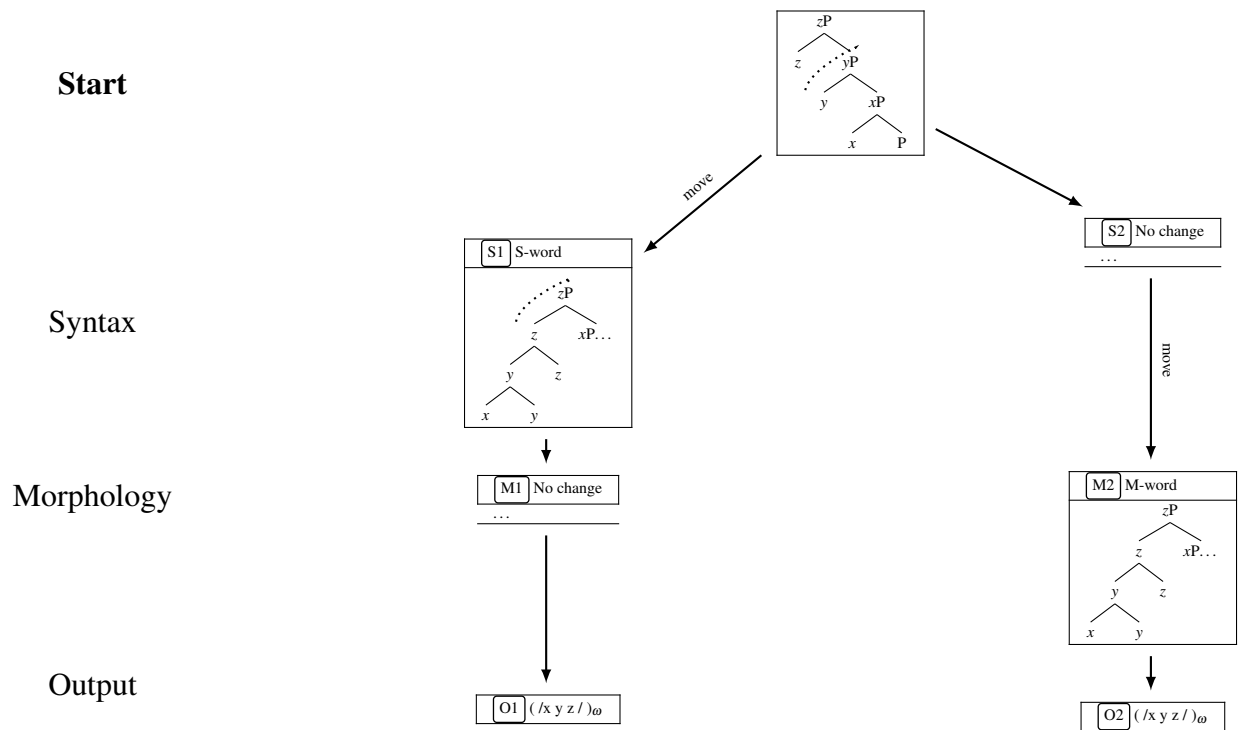 Start
zP
z yP
y xP
x P
move
Syntax
S1 S-word
zP
z xP...
y z
x y
S2 No change
...
move
Morphology
M1 No change
...
M2 M-word
zP
z xP...
y z
x y
Output
O1 ( /x y z / )ω
O2 ( /x y z / )ω